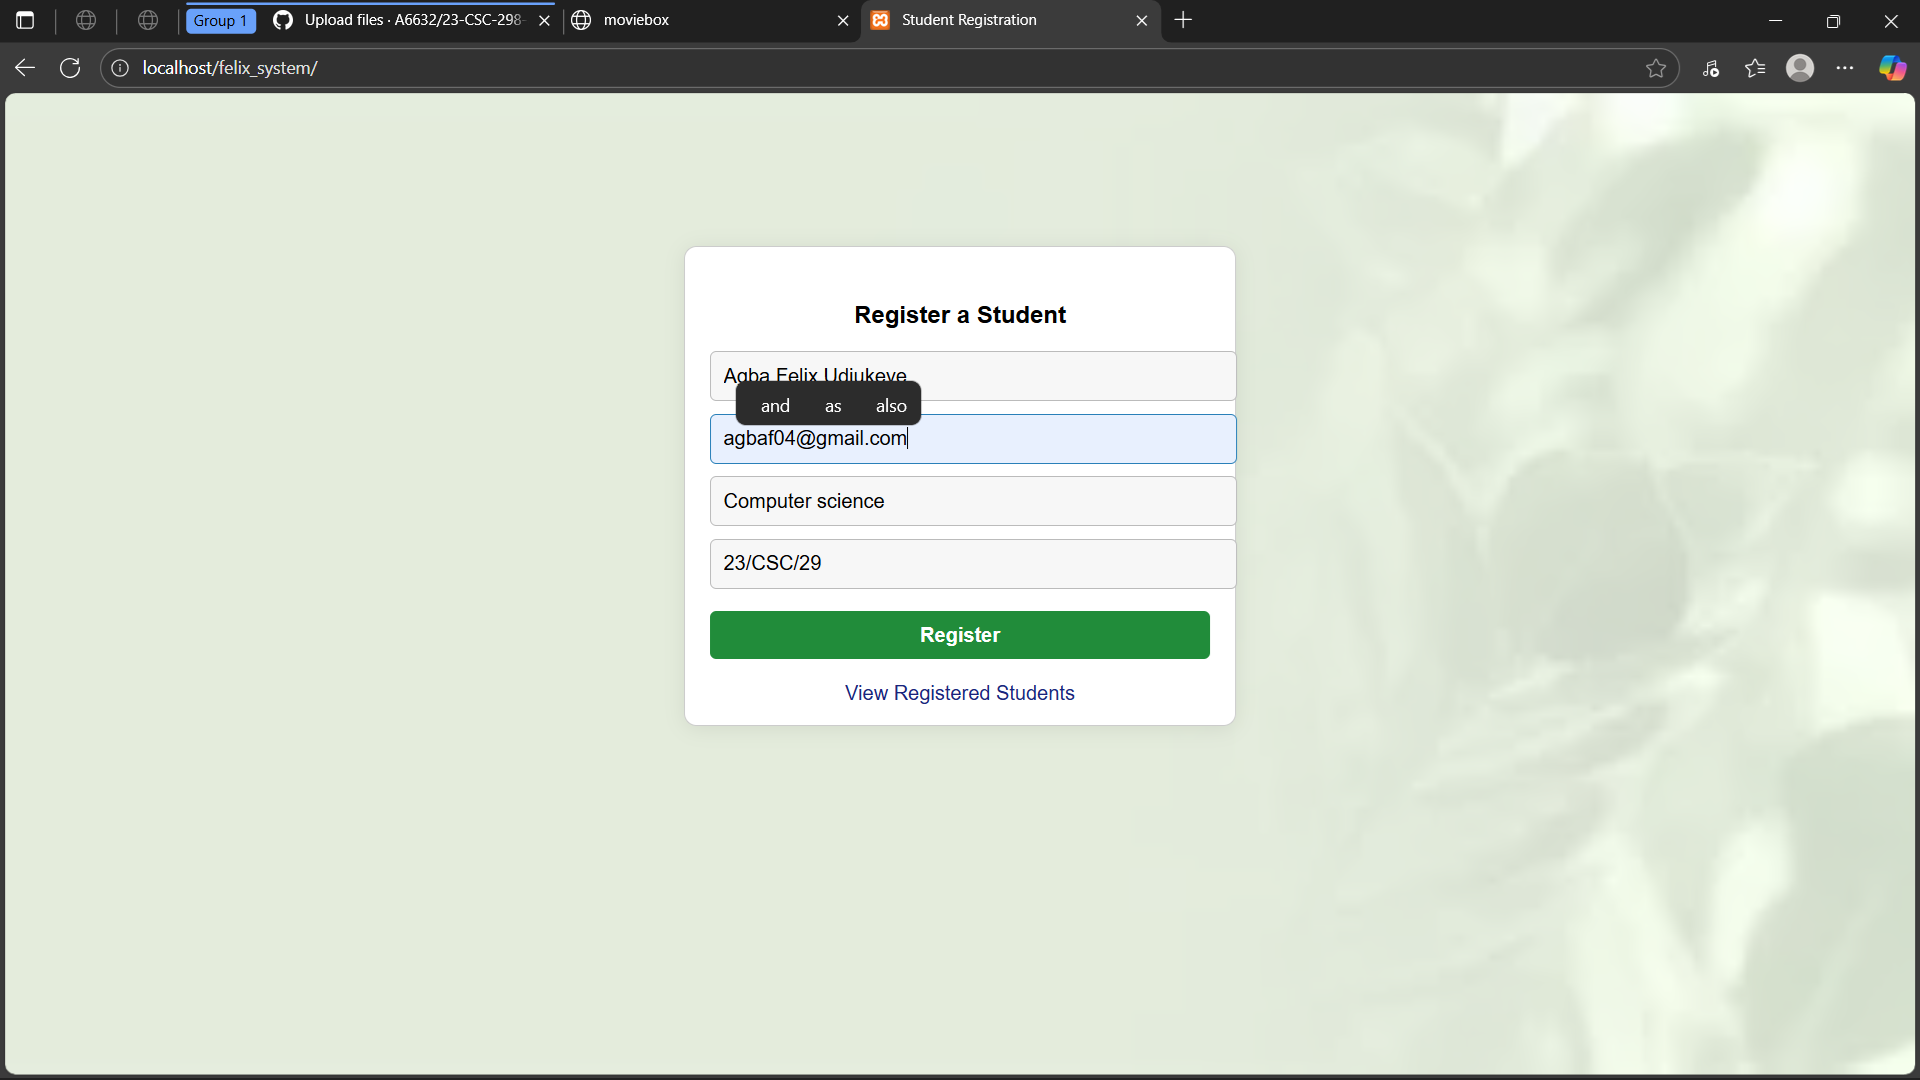 Group 1
Upload files · A6632/23-CSC-298-
moviebox
Student Registration
localhost/felix_system/
Register a Student
Agba Felix Udiukeye
and as also
agbaf04@gmail.com
Computer science
23/CSC/29
Register
View Registered Students